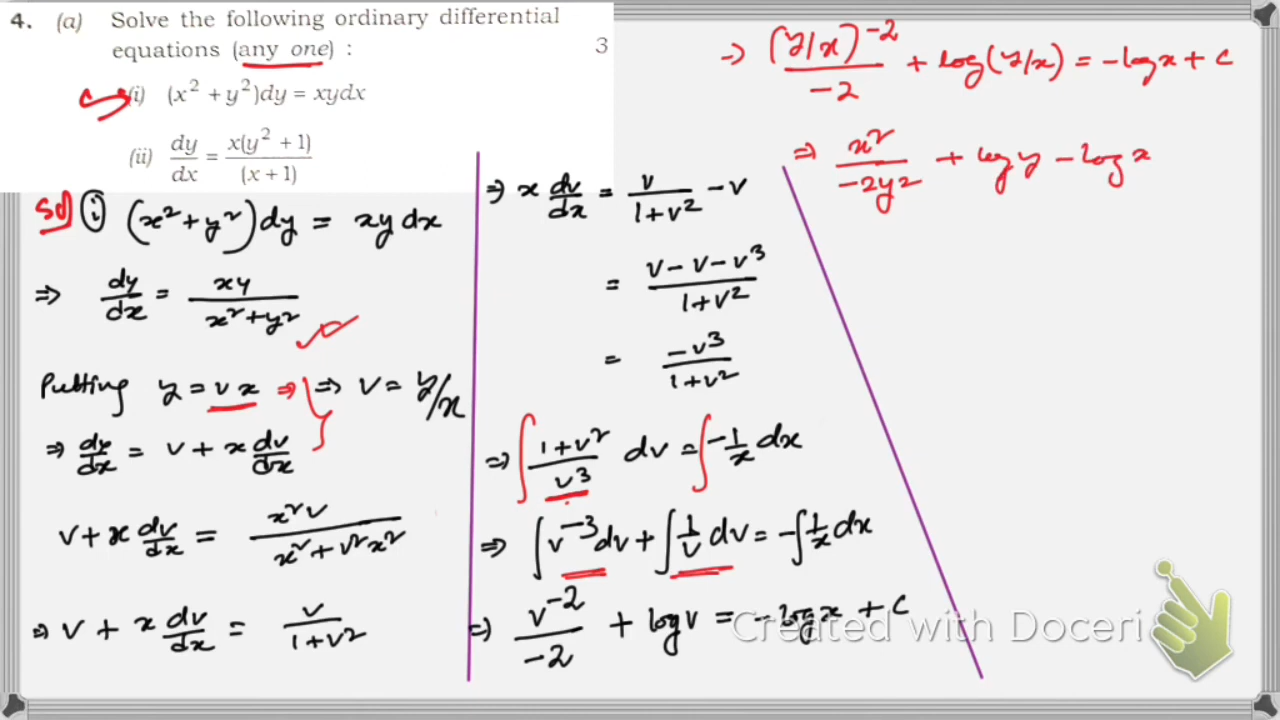 4. (a) Solve the following ordinary differential
equations (any one) : 3
(i) (x² + y²)dy = xydx
(ii) dy/dx = x(y² + 1)/(x + 1)
Sol (i) (x² + y²) dy = xy dx
⇒ dy/dx = xy/(x² + y²)
Putting y = vx ⇒ ⇒ v = y/x
⇒ dy/dx = v + x dv/dx
v + x dv/dx = x²v/(x² + v²x²)
⇒ v + x dv/dx = v/(1+v²)
⇒ x dv/dx = v/(1+v²) - v
= (v - v - v³)/(1+v²)
= -v³/(1+v²)
⇒ ∫ (1+v²)/v³ dv = ∫ -1/x dx
⇒ ∫ v⁻³ dv + ∫ 1/v dv = -∫ 1/x dx
⇒ v⁻²/-2 + log v = -log x + c
⇒ (y/x)⁻²/-2 + log(y/x) = -log x + c
⇒ x²/-2y² + log y - log x
Created with Doceri